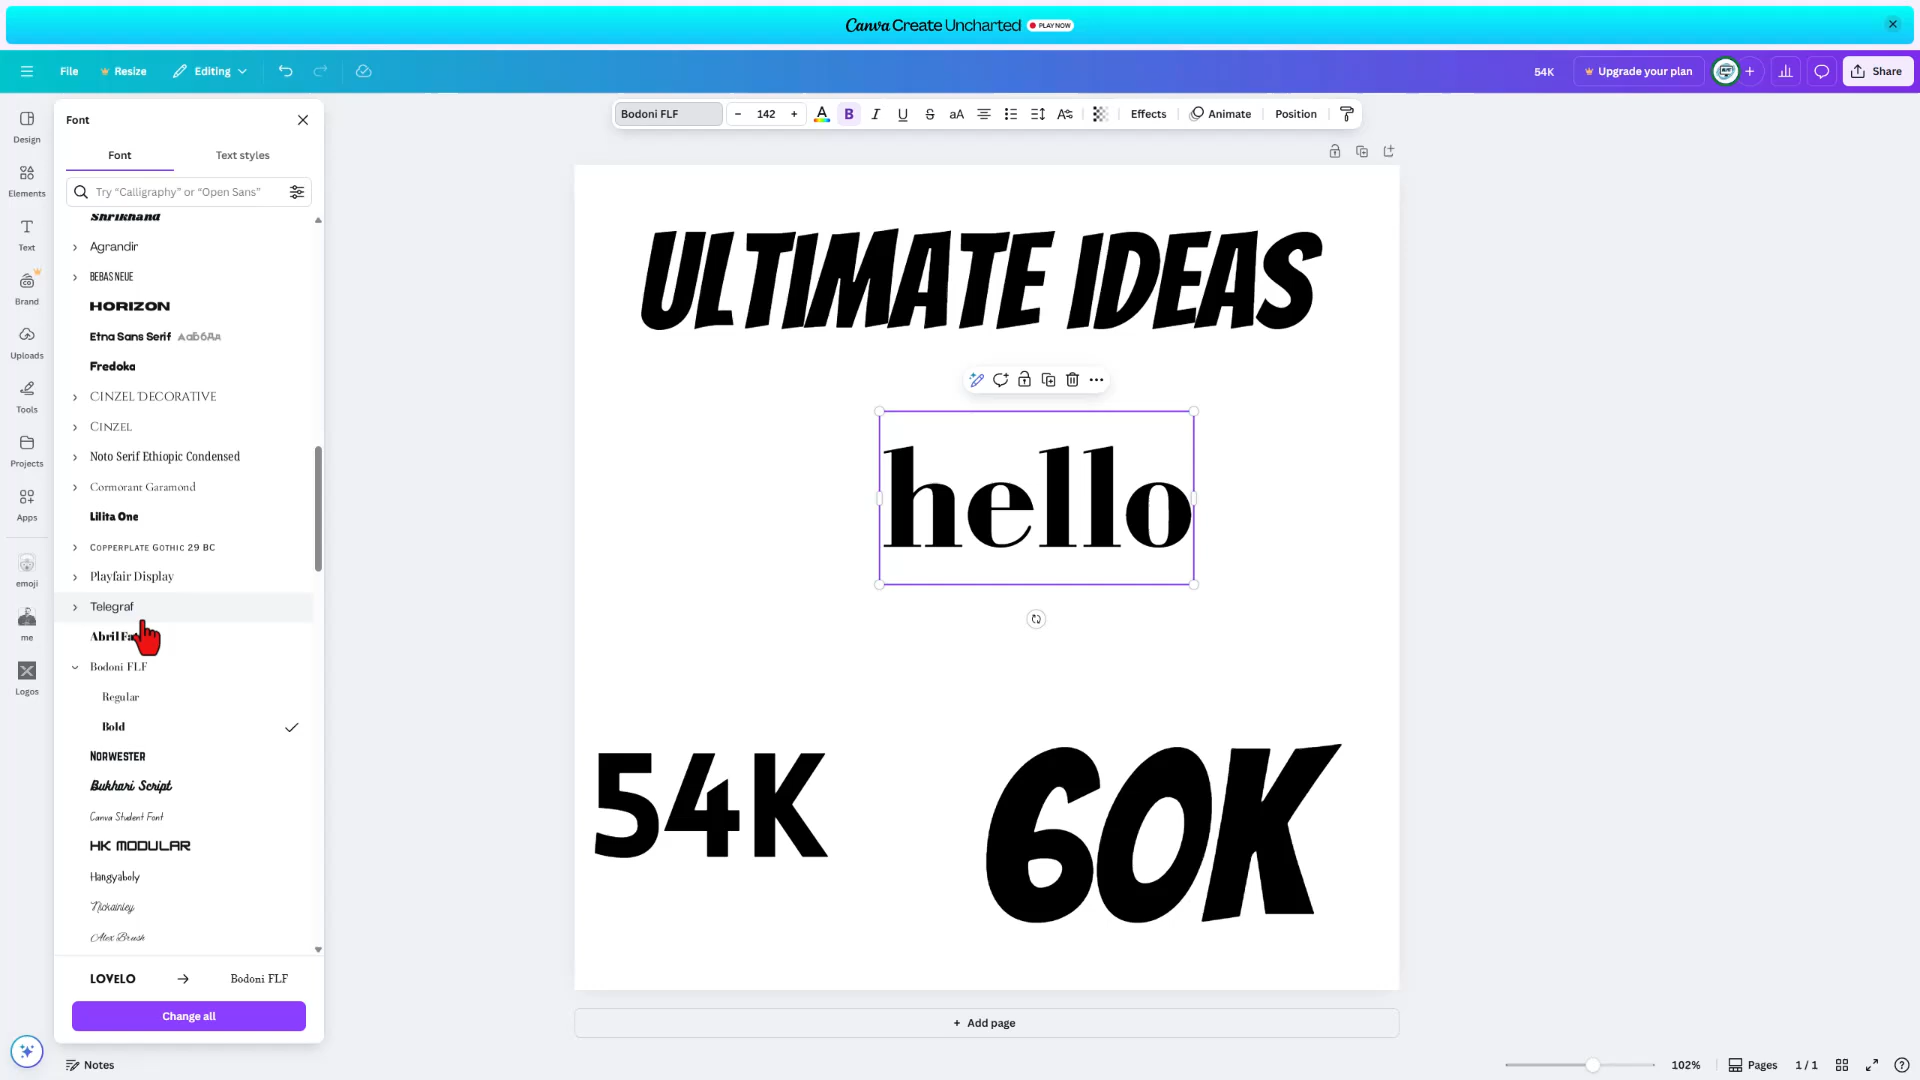 Canva Create Uncharted PLAY NOW
File Resize Editing 54K Upgrade your plan Share
Font
Font Text styles
Try “Calligraphy” or “Open Sans”
Shrikhand
Agrandir
BEBAS NEUE
HORIZON
Etna Sans Serif
Fredoka
CINZEL DECORATIVE
CINZEL
Noto Serif Ethiopic Condensed
Cormorant Garamond
Lilita One
COPPERPLATE GOTHIC 29 BC
Playfair Display
Telegraf
Abril Fa
Bodoni FLF
Regular
Bold
NORWESTER
Bukhari Script
Canva Student Font
HK MODULAR
Hangyaboly
Nickainley
Alex Brush
LOVELO → Bodoni FLF
Change all
Design
Elements
Text
Brand
Uploads
Tools
Projects
Apps
emoji
me
Logos
Bodoni FLF – 142 + A B I U S aA Effects Animate Position
ULTIMATE IDEAS
hello
54K 60K
+ Add page
Notes 102% Pages 1 / 1